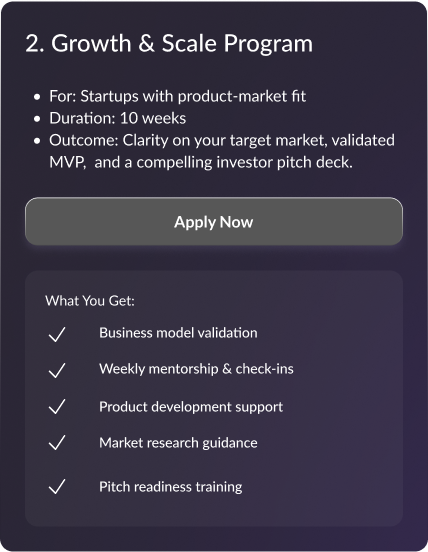 2. Growth & Scale Program
• For: Startups with product-market fit
• Duration: 10 weeks
• Outcome: Clarity on your target market, validated
MVP,  and a compelling investor pitch deck.
Apply Now
What You Get:
Business model validation
Weekly mentorship & check-ins
Product development support
Market research guidance
Pitch readiness training